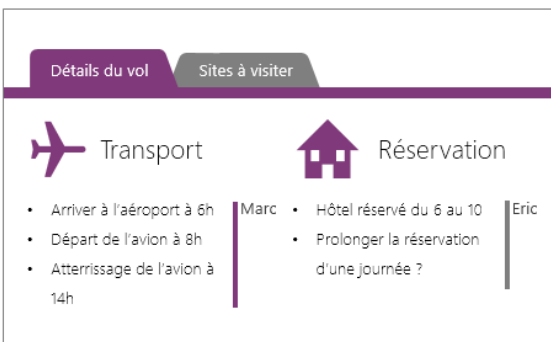 Détails du vol
Sites à visiter
Transport
• Arriver à l'aéroport à 6h
• Départ de l'avion à 8h
• Atterrissage de l'avion à
14h
Marc
Réservation
• Hôtel réservé du 6 au 10
• Prolonger la réservation
d'une journée ?
Eric